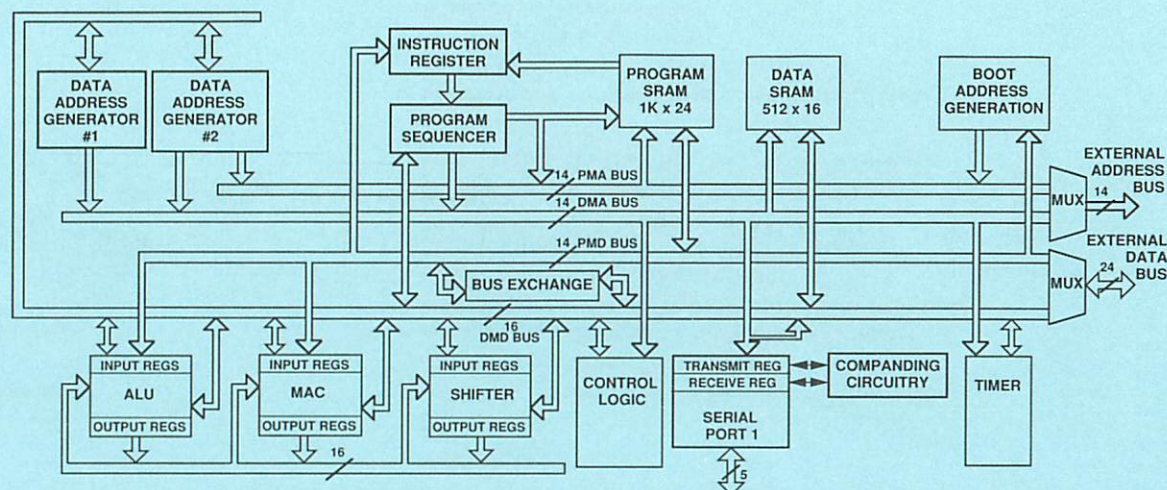 INSTRUCTION
REGISTER
PROGRAM
SRAM
1K x 24
DATA
SRAM
512 x 16
BOOT
ADDRESS
GENERATION
DATA
ADDRESS
GENERATOR
#1
DATA
ADDRESS
GENERATOR
#2
PROGRAM
SEQUENCER
EXTERNAL
ADDRESS
BUS
14 PMA BUS
MUX
14
14 DMA BUS
14 PMD BUS
EXTERNAL
DATA
BUS
BUS EXCHANGE
MUX
24
16
DMD BUS
INPUT REGS
ALU
OUTPUT REGS
INPUT REGS
MAC
OUTPUT REGS
INPUT REGS
SHIFTER
OUTPUT REGS
CONTROL
LOGIC
TRANSMIT REG
RECEIVE REG
SERIAL
PORT 1
COMPANDING
CIRCUITRY
TIMER
16
5